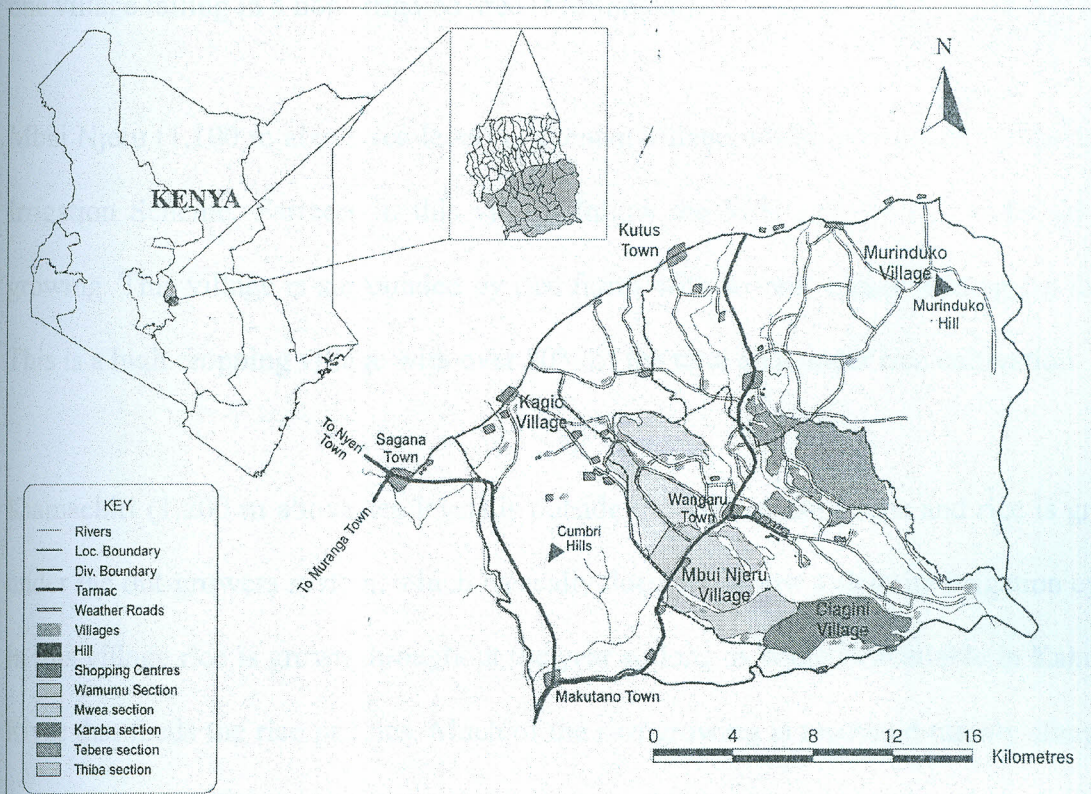 N
KENYA
Kutus
Town
Murinduko
Village
Murinduko
Hill
Kagio
Village
To Nyeri
Town
Sagana
Town
To Muranga Town
Wangaru
Town
Cumbri
Hills
Mbui Njeru
Village
Ciagini
Village
Makutano Town
KEY
Rivers
Loc. Boundary
Div. Boundary
Tarmac
Weather Roads
Villages
Hill
Shopping Centres
Wamumu Section
Mwea section
Karaba section
Tebere section
Thiba section
0 4 8 12 16
Kilometres